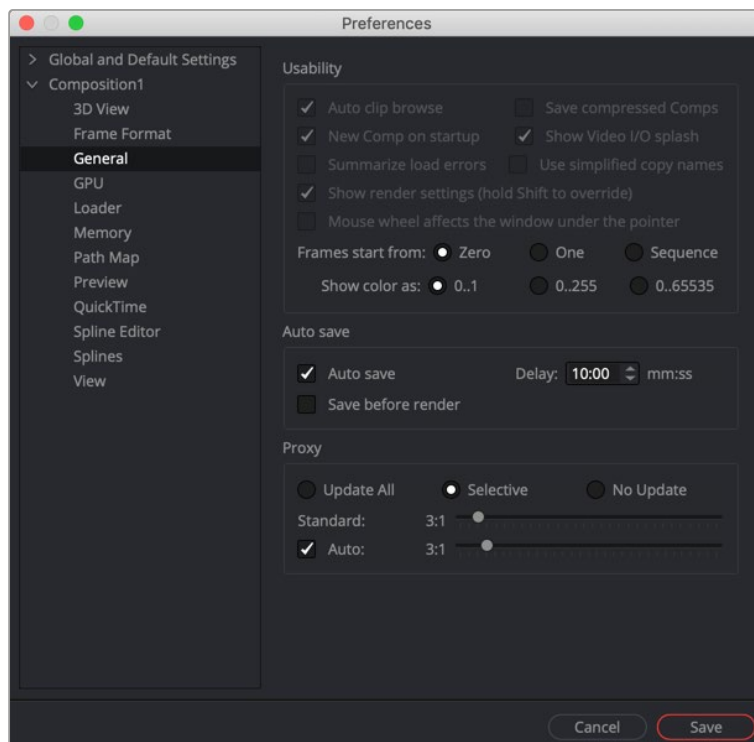 Preferences
Global and Default Settings
Composition1
3D View
Frame Format
General
GPU
Loader
Memory
Path Map
Preview
QuickTime
Spline Editor
Splines
View
Usability
Auto clip browse Save compressed Comps
New Comp on startup Show Video I/O splash
Summarize load errors Use simplified copy names
Show render settings (hold Shift to override)
Mouse wheel affects the window under the pointer
Frames start from: Zero One Sequence
Show color as: 0..1 0..255 0..65535
Auto save
Auto save Delay: 10:00 mm:ss
Save before render
Proxy
Update All Selective No Update
Standard: 3:1
Auto: 3:1
Cancel Save